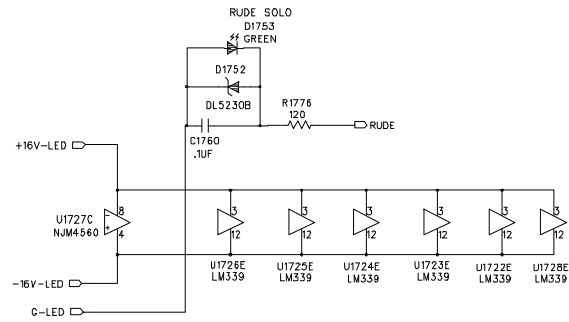 RUDE SOLO
D1753
GREEN
D1752
DL5230B
R1776
120
RUDE
C1760
.1UF
+16V-LED
8
3
3
3
3
3
3
U1727C
NJM4560
-
+
4
12
12
12
12
12
12
U1726E
LM339
U1725E
LM339
U1724E
LM339
U1723E
LM339
U1722E
LM339
U1728E
LM339
-16V-LED
G-LED